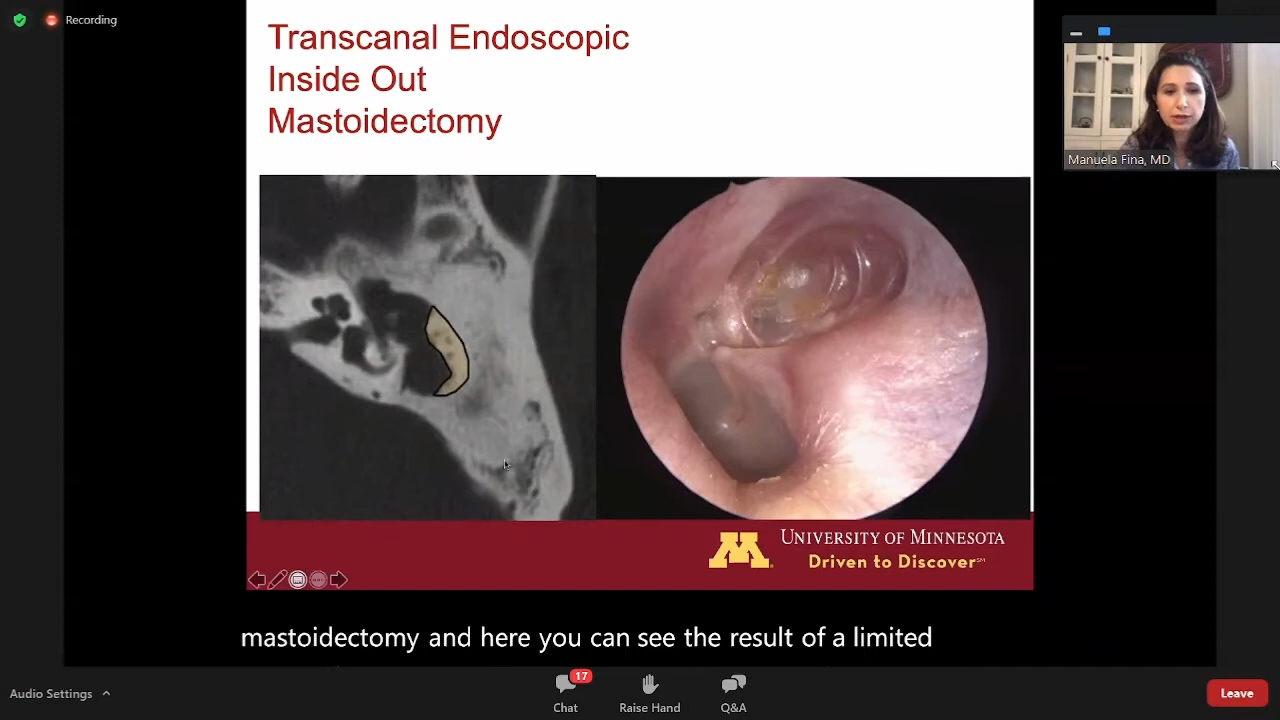 Recording
Transcanal Endoscopic
Inside Out
Mastoidectomy
Manuela Fina, MD
M
UNIVERSITY OF MINNESOTA
Driven to Discover℠
mastoidectomy and here you can see the result of a limited
Audio Settings
17
Chat
Raise Hand
Q&A
Leave